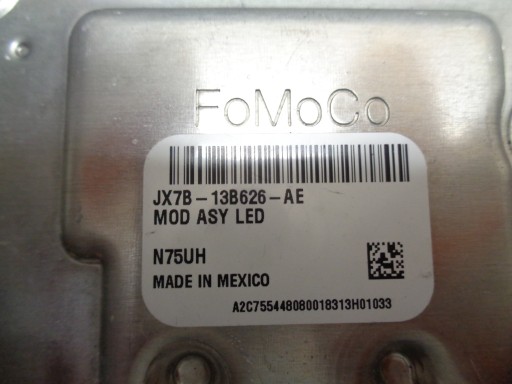 FoMoCo
JX7B-13B626-AE
MOD ASY LED
N75UH
MADE IN MEXICO
A2C755448080018313H01033